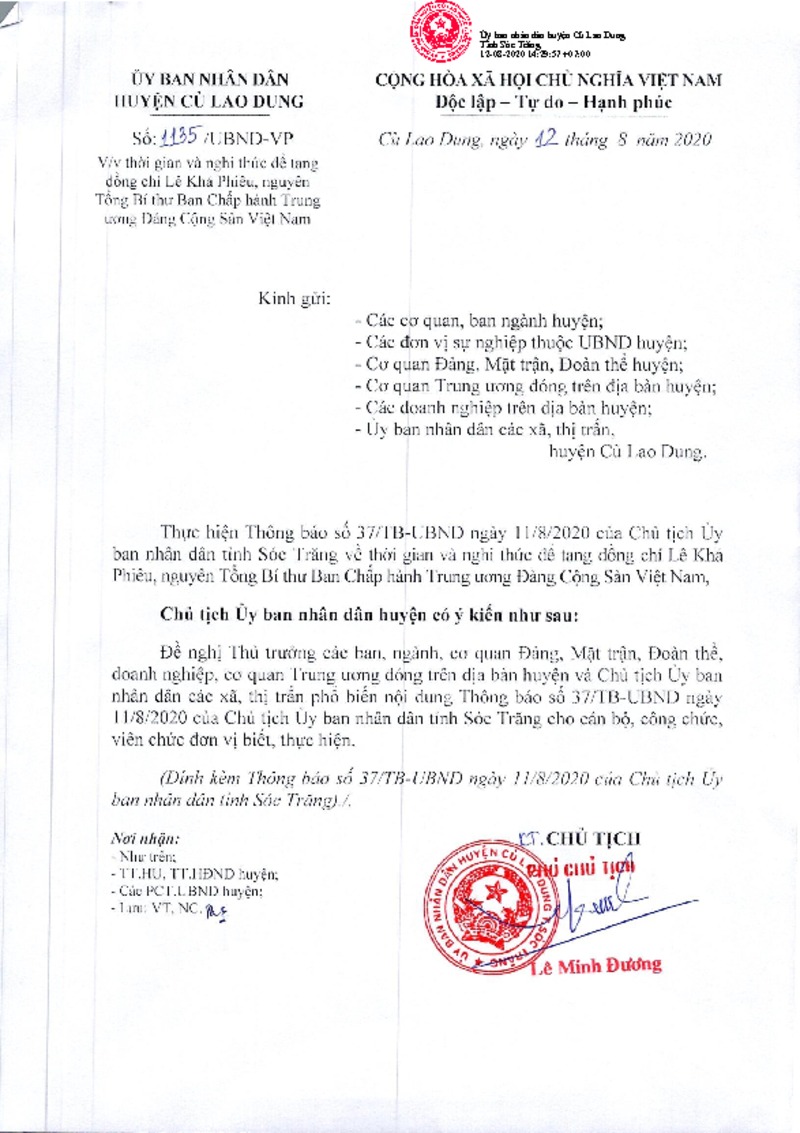 Ủy ban nhân dân huyện Cù Lao Dung,
Tỉnh Sóc Trăng
12-08-2020 14:29:57 +07:00
ỦY BAN NHÂN DÂN
HUYỆN CÙ LAO DUNG
CỘNG HÒA XÃ HỘI CHỦ NGHĨA VIỆT NAM
Độc lập – Tự do – Hạnh phúc
Số: 1135 /UBND-VP
Cù Lao Dung, ngày 12 tháng 8 năm 2020
V/v thời gian và nghi thức để tang
đồng chí Lê Khả Phiêu, nguyên
Tổng Bí thư Ban Chấp hành Trung
ương Đảng Cộng Sản Việt Nam
Kính gửi:
- Các cơ quan, ban ngành huyện;
- Các đơn vị sự nghiệp thuộc UBND huyện;
- Cơ quan Đảng, Mặt trận, Đoàn thể huyện;
- Cơ quan Trung ương đóng trên địa bàn huyện;
- Các doanh nghiệp trên địa bàn huyện;
- Ủy ban nhân dân các xã, thị trấn,
huyện Cù Lao Dung.
Thực hiện Thông báo số 37/TB-UBND ngày 11/8/2020 của Chủ tịch Ủy
ban nhân dân tỉnh Sóc Trăng về thời gian và nghi thức để tang đồng chí Lê Khả
Phiêu, nguyên Tổng Bí thư Ban Chấp hành Trung ương Đảng Cộng Sản Việt Nam,
Chủ tịch Ủy ban nhân dân huyện có ý kiến như sau:
Đề nghị Thủ trưởng các ban, ngành, cơ quan Đảng, Mặt trận, Đoàn thể,
doanh nghiệp, cơ quan Trung ương đóng trên địa bàn huyện và Chủ tịch Ủy ban
nhân dân các xã, thị trấn phổ biến nội dung Thông báo số 37/TB-UBND ngày
11/8/2020 của Chủ tịch Ủy ban nhân dân tỉnh Sóc Trăng cho cán bộ, công chức,
viên chức đơn vị biết, thực hiện.
(Đính kèm Thông báo số 37/TB-UBND ngày 11/8/2020 của Chủ tịch Ủy
ban nhân dân tỉnh Sóc Trăng)./.
Nơi nhận:
- Như trên;
- TT.HU, TT.HĐND huyện;
- Các PCT.UBND huyện;
- Lưu: VT, NC.
KT. CHỦ TỊCH
PHÓ CHỦ TỊCH
ỦY BAN NHÂN DÂN HUYỆN CÙ LAO DUNG T. SÓC TRĂNG
Lê Minh Đương